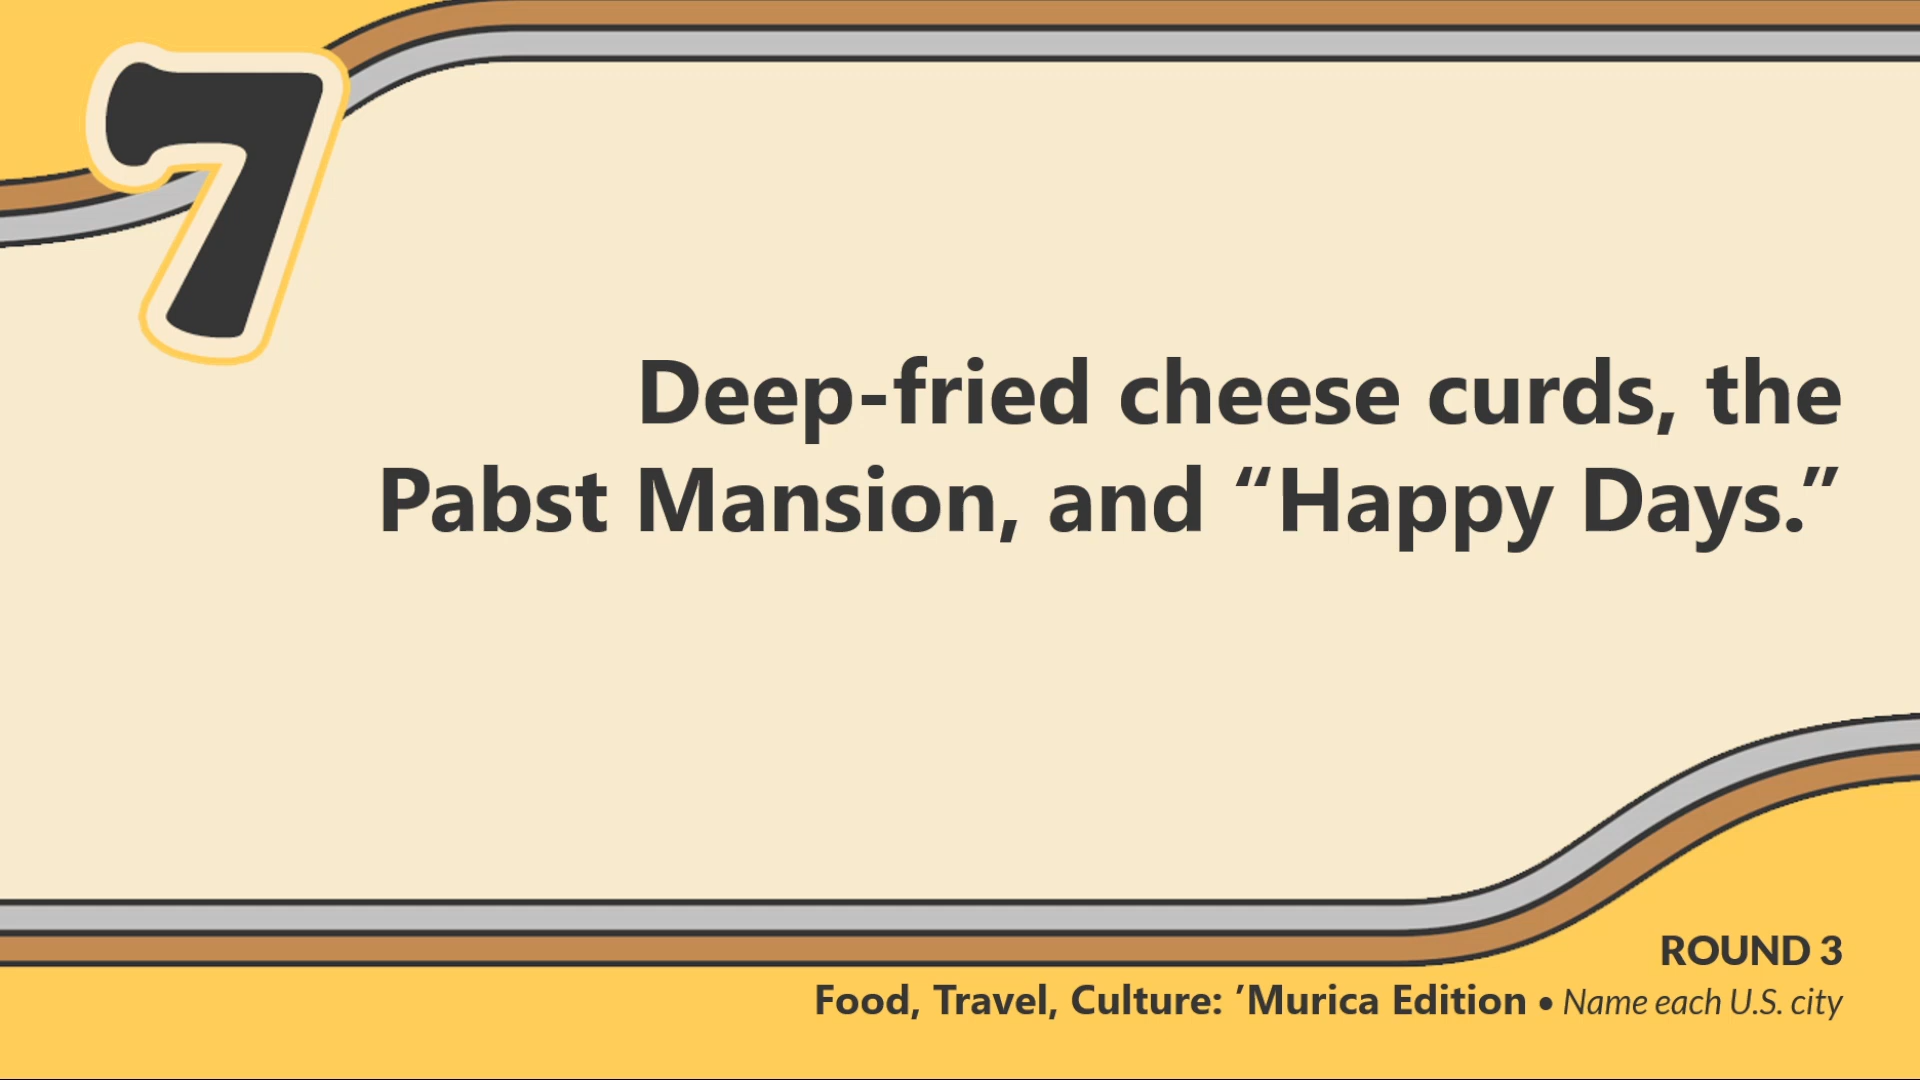 7
Deep-fried cheese curds, the
Pabst Mansion, and “Happy Days.”
ROUND 3
Food, Travel, Culture: ’Murica Edition • Name each U.S. city